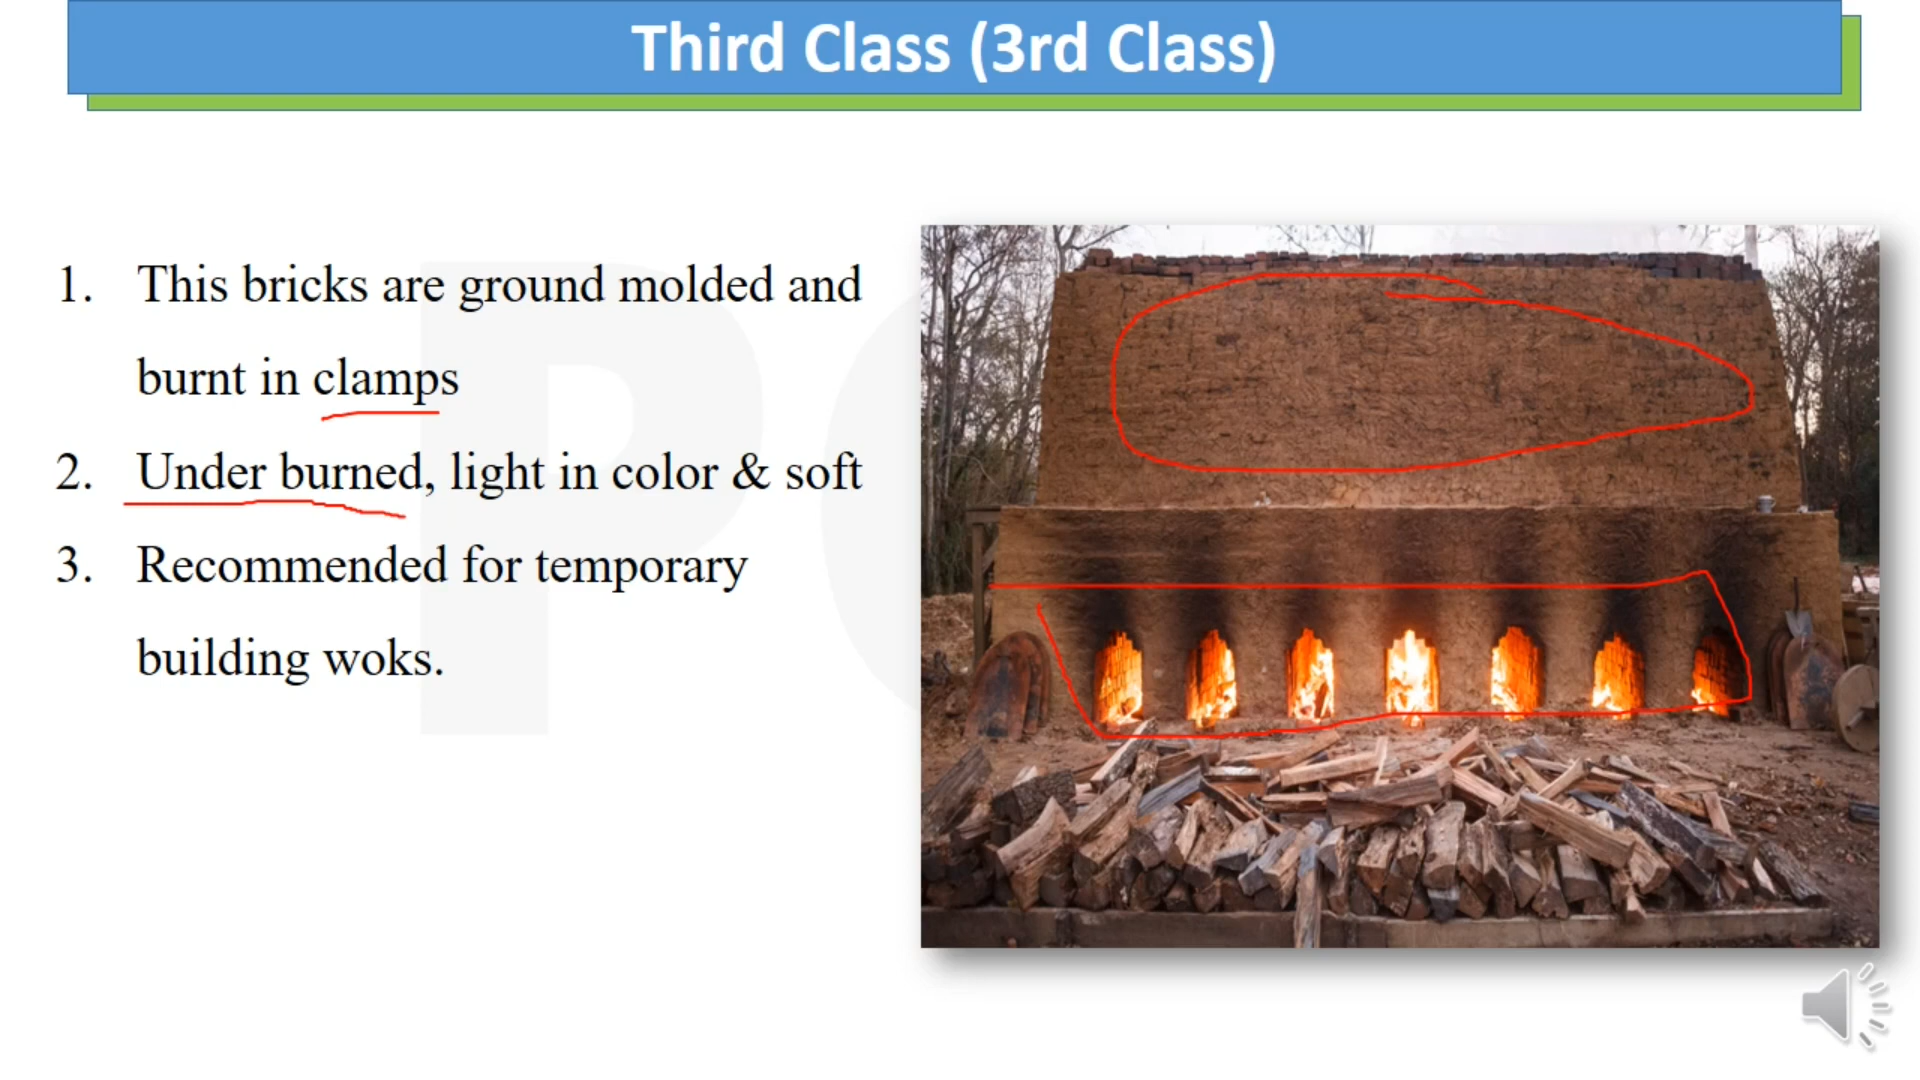 Third Class (3rd Class)
1. This bricks are ground molded and
burnt in clamps
2. Under burned, light in color & soft
3. Recommended for temporary
building woks.